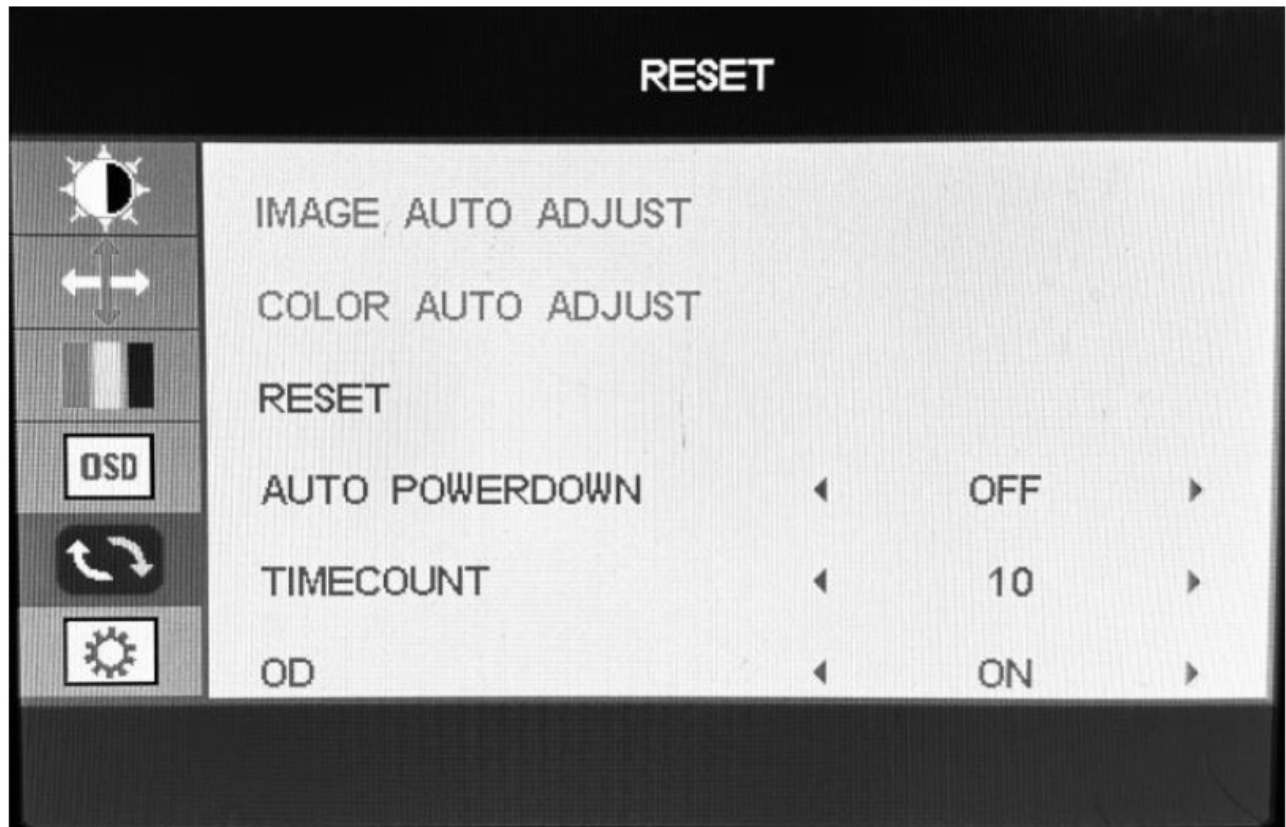 RESET
IMAGE AUTO ADJUST
COLOR AUTO ADJUST
RESET
OSD
AUTO POWERDOWN OFF
TIMECOUNT 10
OD ON